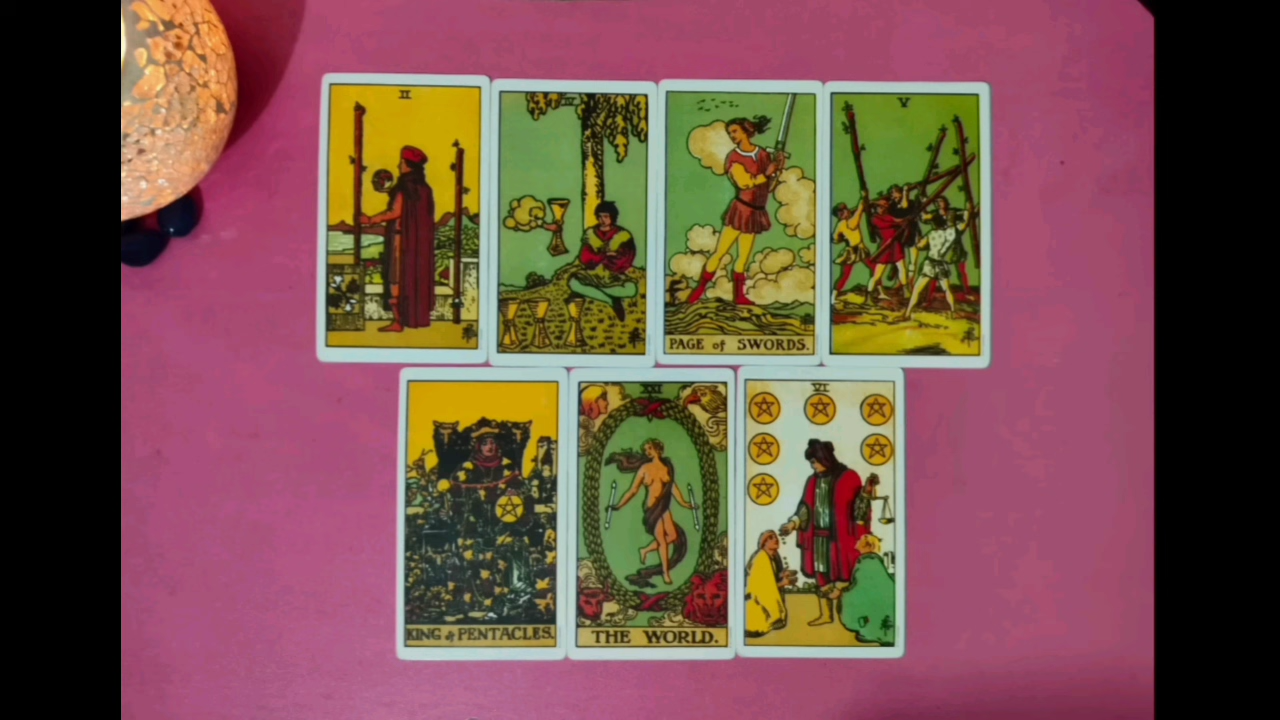 II
PAGE of SWORDS.
V
KING of PENTACLES.
XXI
THE WORLD.
VI